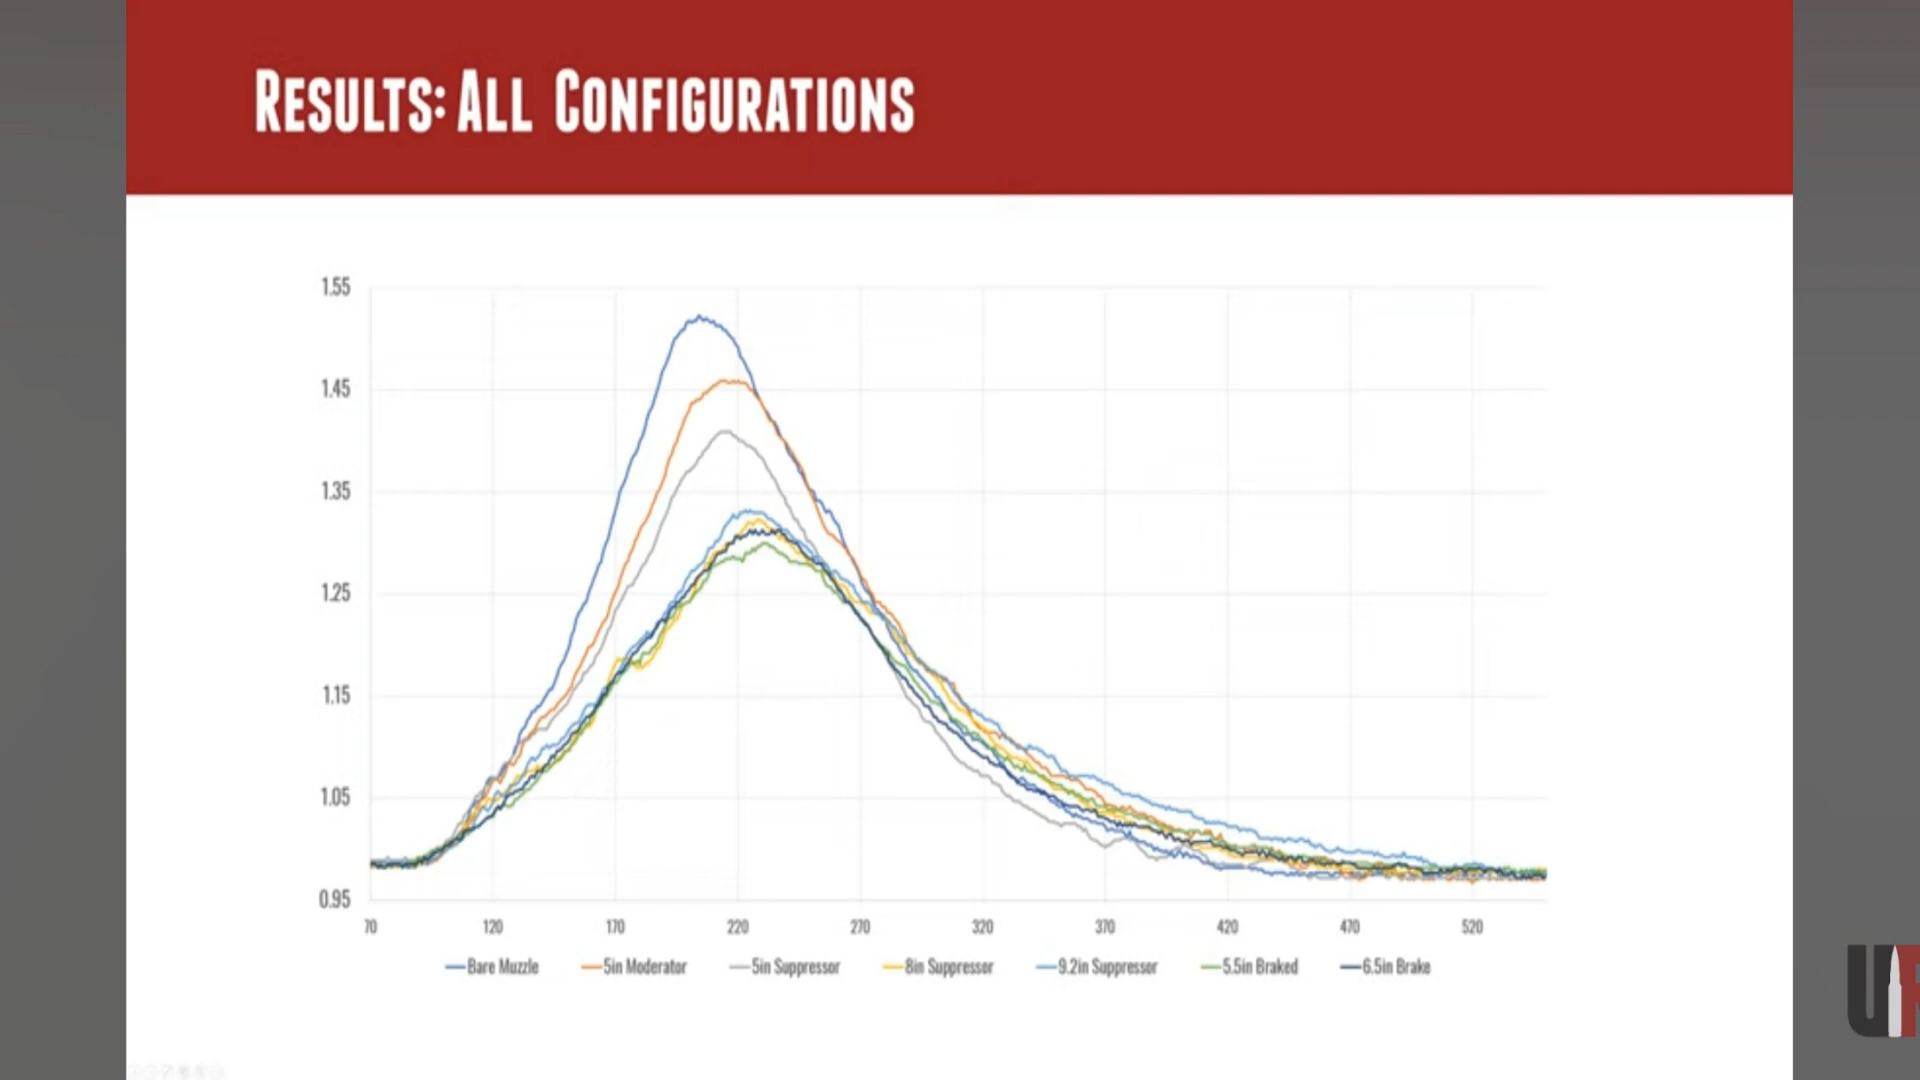 RESULTS: ALL CONFIGURATIONS
1.55
1.45
1.35
1.25
1.15
1.05
0.95
70 120 170 220 270 320 370 420 470 520
Bare Muzzle 5in Moderator 5in Suppressor 8in Suppressor 9.2in Suppressor 5.5in Braked 6.5in Brake